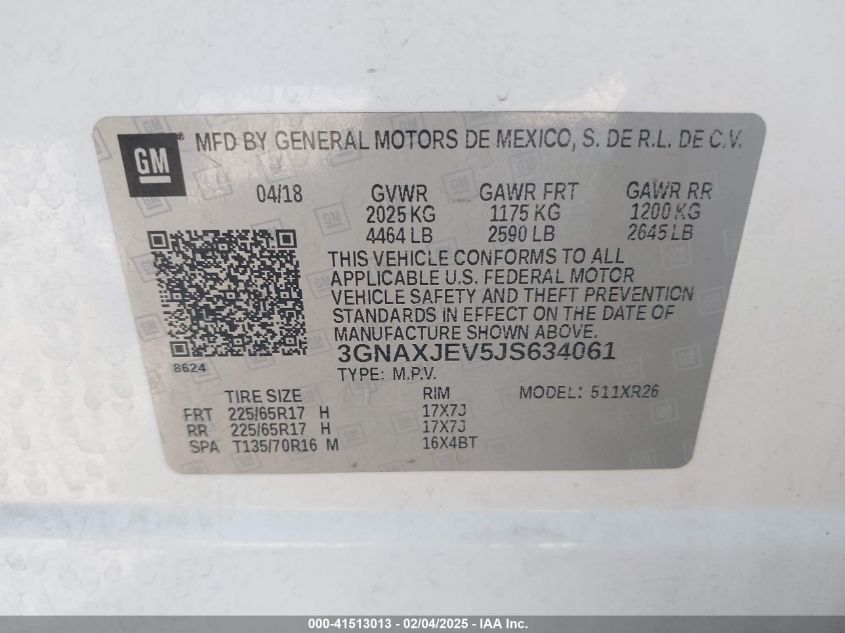 GM® MFD BY GENERAL MOTORS DE MEXICO, S. DE R.L. DE C.V.
04/18 GVWR GAWR FRT GAWR RR
2025 KG 1175 KG 1200 KG
4464 LB 2590 LB 2645 LB
THIS VEHICLE CONFORMS TO ALL
APPLICABLE U.S. FEDERAL MOTOR
VEHICLE SAFETY AND THEFT PREVENTION
STANDARDS IN EFFECT ON THE DATE OF
MANUFACTURE SHOWN ABOVE.
3GNAXJEV5JS634061
8624
TYPE: M.P.V.
TIRE SIZE RIM MODEL: 511XR26
FRT 225/65R17 H 17X7J
RR 225/65R17 H 17X7J
SPA T135/70R16 M 16X4BT
000-41513013 - 02/04/2025 - IAA Inc.